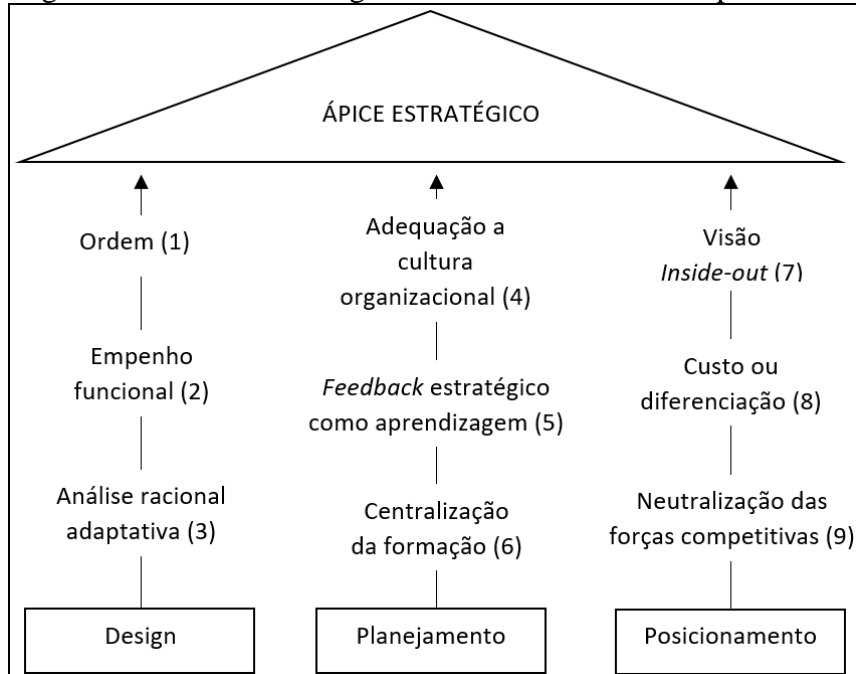 ÁPICE ESTRATÉGICO
Ordem (1)
Empenho
funcional (2)
Análise racional
adaptativa (3)
Design
Adequação a
cultura
organizacional (4)
Feedback estratégico
como aprendizagem (5)
Centralização
da formação (6)
Planejamento
Visão
Inside-out (7)
Custo ou
diferenciação (8)
Neutralização das
forças competitivas (9)
Posicionamento